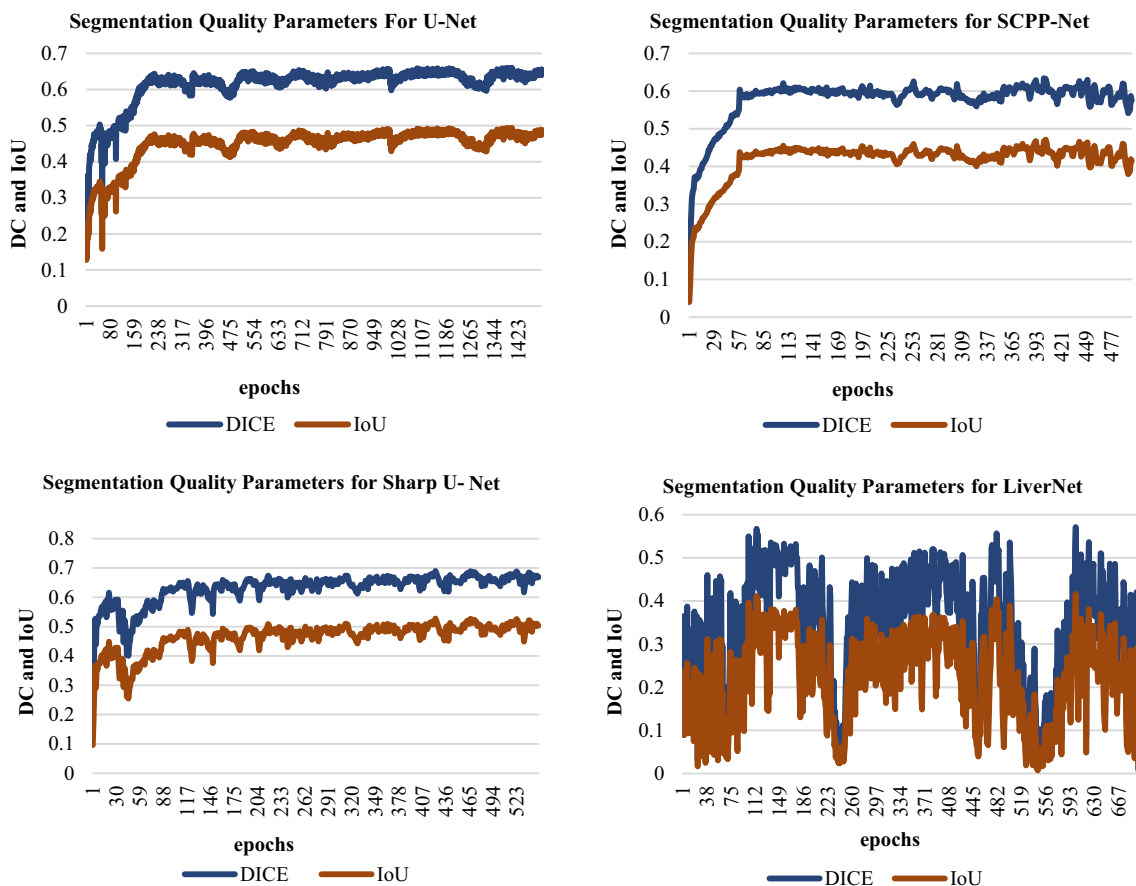 Segmentation Quality Parameters For U-Net
DC and IoU
0.7
0.6
0.5
0.4
0.3
0.2
0.1
0
1 80 159 238 317 396 475 554 633 712 791 870 949 1028 1107 1186 1265 1344 1423
epochs
DICE IoU
Segmentation Quality Parameters for SCPP-Net
DC and IoU
0.7
0.6
0.5
0.4
0.3
0.2
0.1
0
1 29 57 85 113 141 169 197 225 253 281 309 337 365 393 421 449 477
epochs
DICE IoU
Segmentation Quality Parameters for Sharp U- Net
DC and IoU
0.8
0.7
0.6
0.5
0.4
0.3
0.2
0.1
0
1 30 59 88 117 146 175 204 233 262 291 320 349 378 407 436 465 494 523
epochs
DICE IoU
Segmentation Quality Parameters for LiverNet
DC and IoU
0.6
0.5
0.4
0.3
0.2
0.1
0
1 38 75 112 149 186 223 260 297 334 371 408 445 482 519 556 593 630 667
epochs
DICE IoU